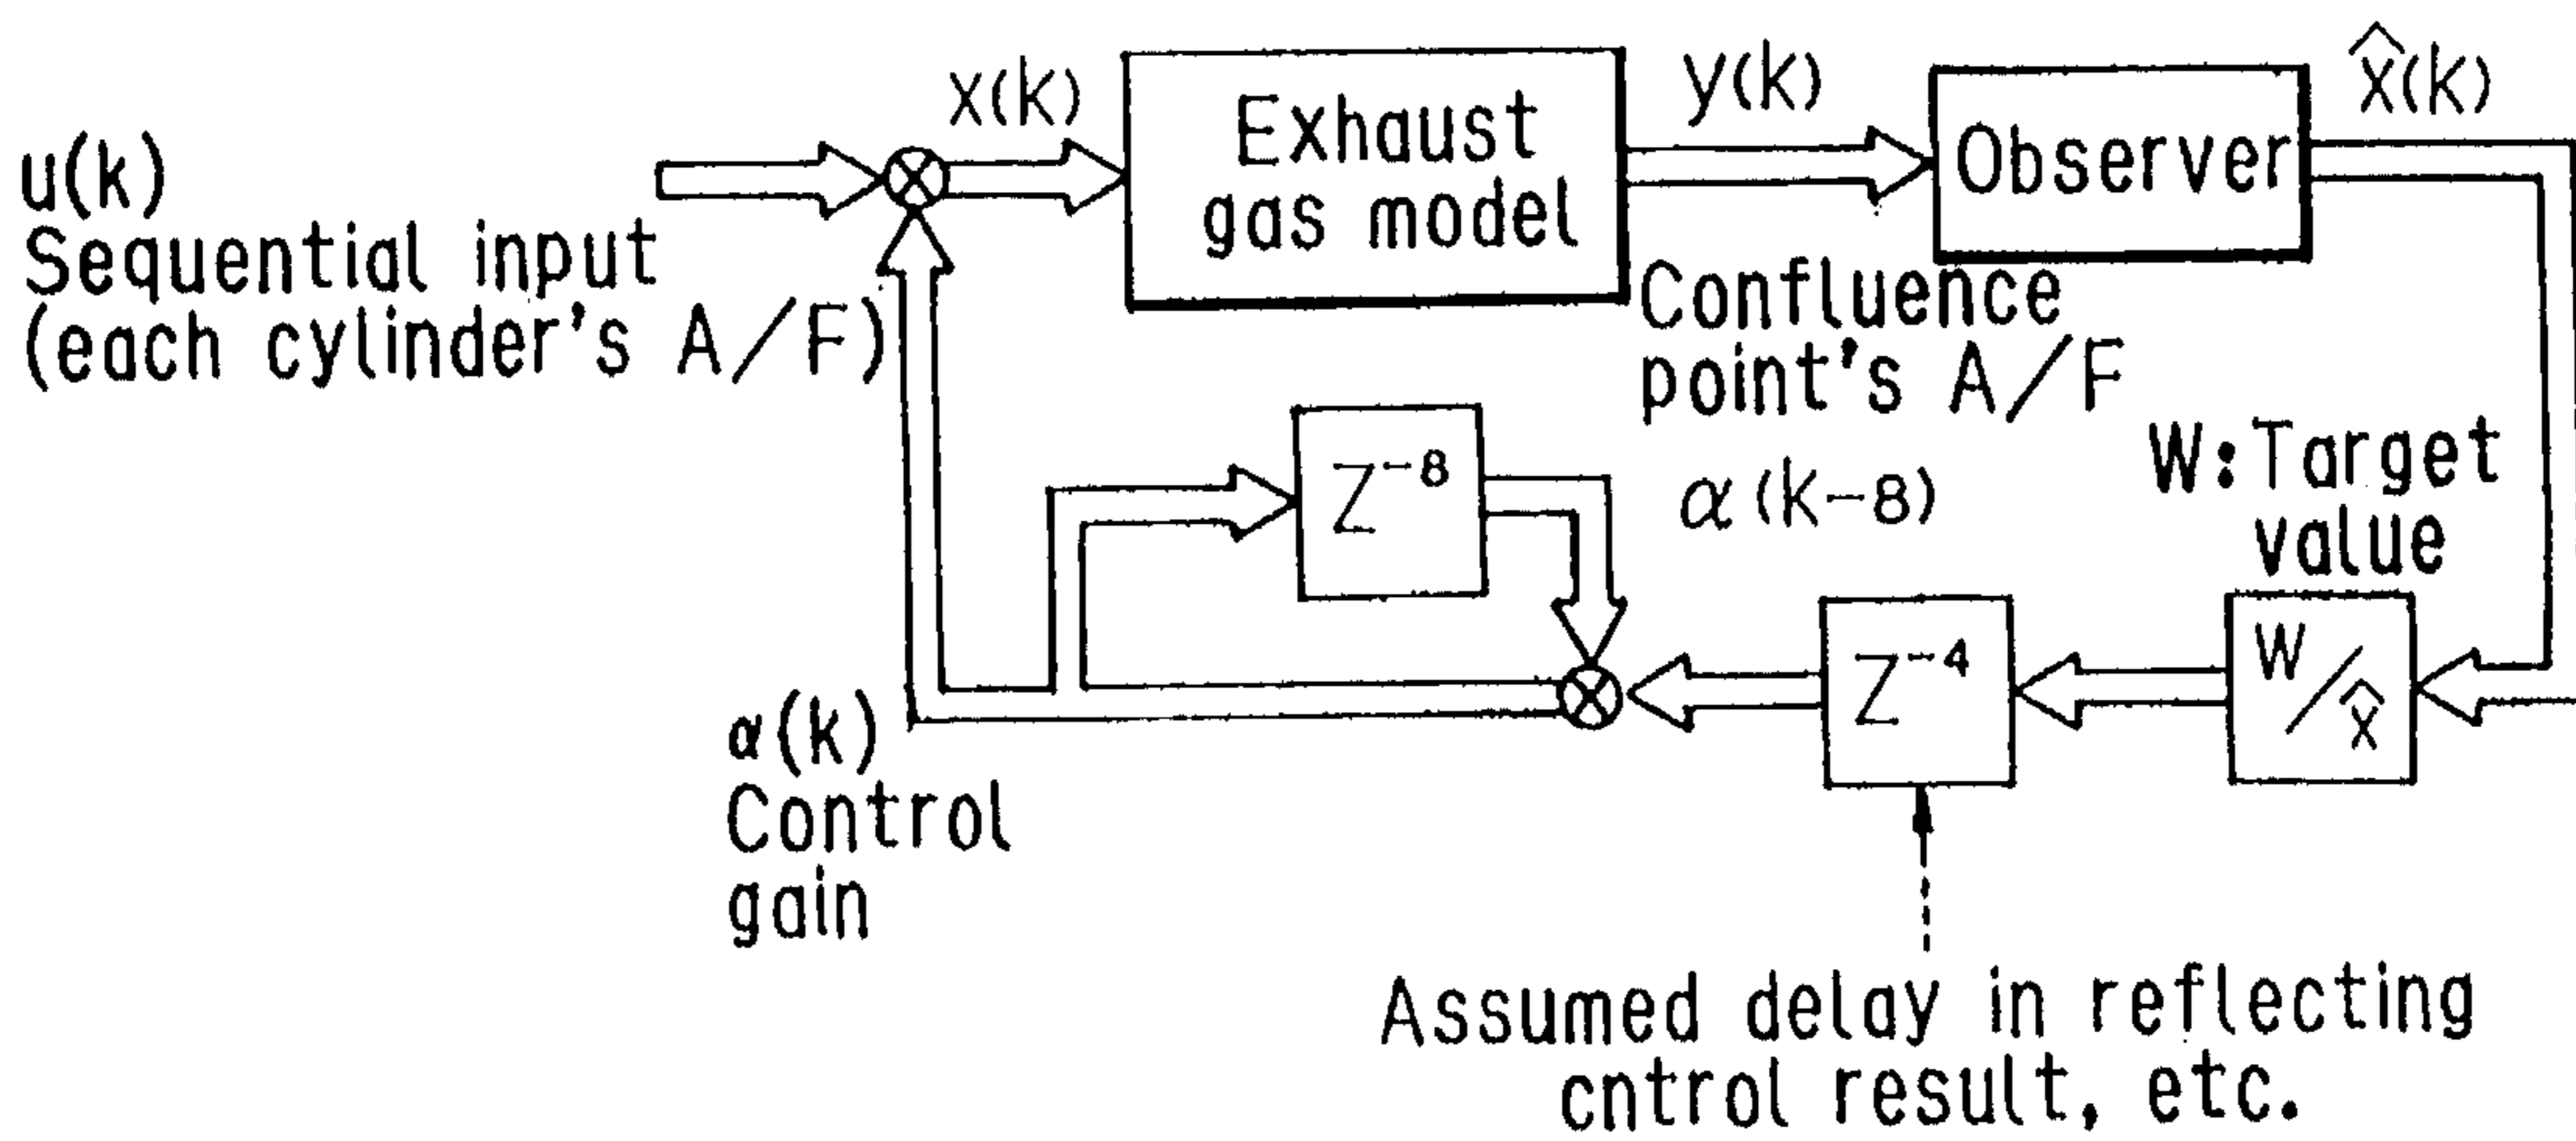 x(k)
Exhaust
gas model
y(k)
Observer
x̂(k)
u(k)
Sequential input
(each cylinder's A/F)
Confluence
point's A/F
Z⁻⁸
α(k-8)
W:Target
value
Z⁻⁴
W/x̂
α(k)
Control
gain
Assumed delay in reflecting
cntrol result, etc.